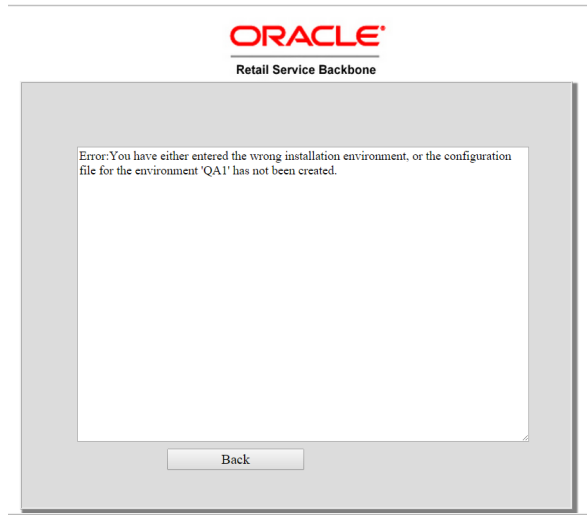 ORACLE
Retail Service Backbone
Error:You have either entered the wrong installation environment, or the configuration
file for the environment 'QA1' has not been created.
Back